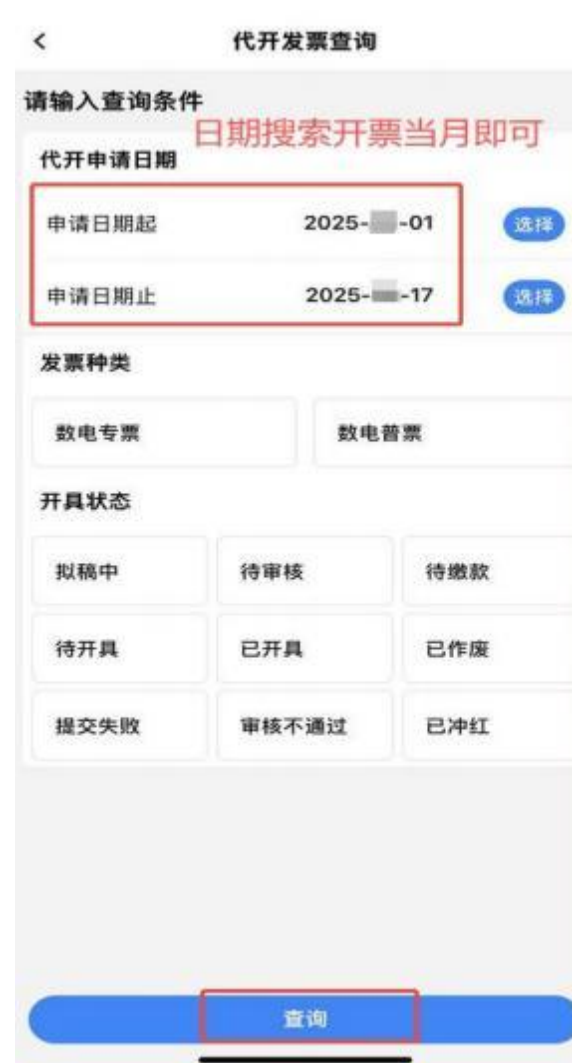 代开发票查询
请输入查询条件
日期搜索开票当月即可
代开申请日期
申请日期起 2025- -01 选择
申请日期止 2025- -17 选择
发票种类
数电专票 数电普票
开具状态
拟稿中 待审核 待缴款
待开具 已开具 已作废
提交失败 审核不通过 已冲红
查询